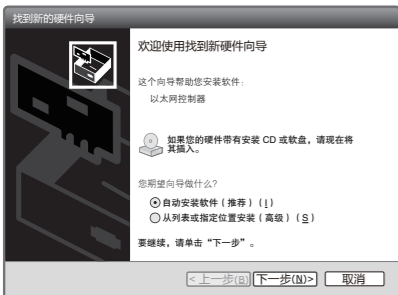 找到新的硬件向导
欢迎使用找到新硬件向导
这个向导帮助您安装软件：
以太网控制器
如果您的硬件带有安装 CD 或软盘，请现在将
其插入。
您期望向导做什么？
自动安装软件（推荐）（I）
从列表或指定位置安装（高级）（S）
要继续，请单击“下一步”。
<上一步(B) 下一步(N)> 取消